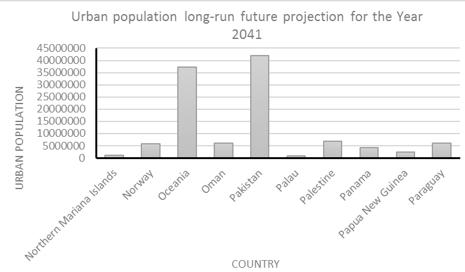 Urban population long-run future projection for the Year
2041
45000000
40000000
35000000
30000000
25000000
20000000
15000000
10000000
5000000
0
URBAN POPULATION
Northern Mariana Islands
Norway
Oceania
Oman
Pakistan
Palau
Palestine
Panama
Papua New Guinea
Paraguay
COUNTRY